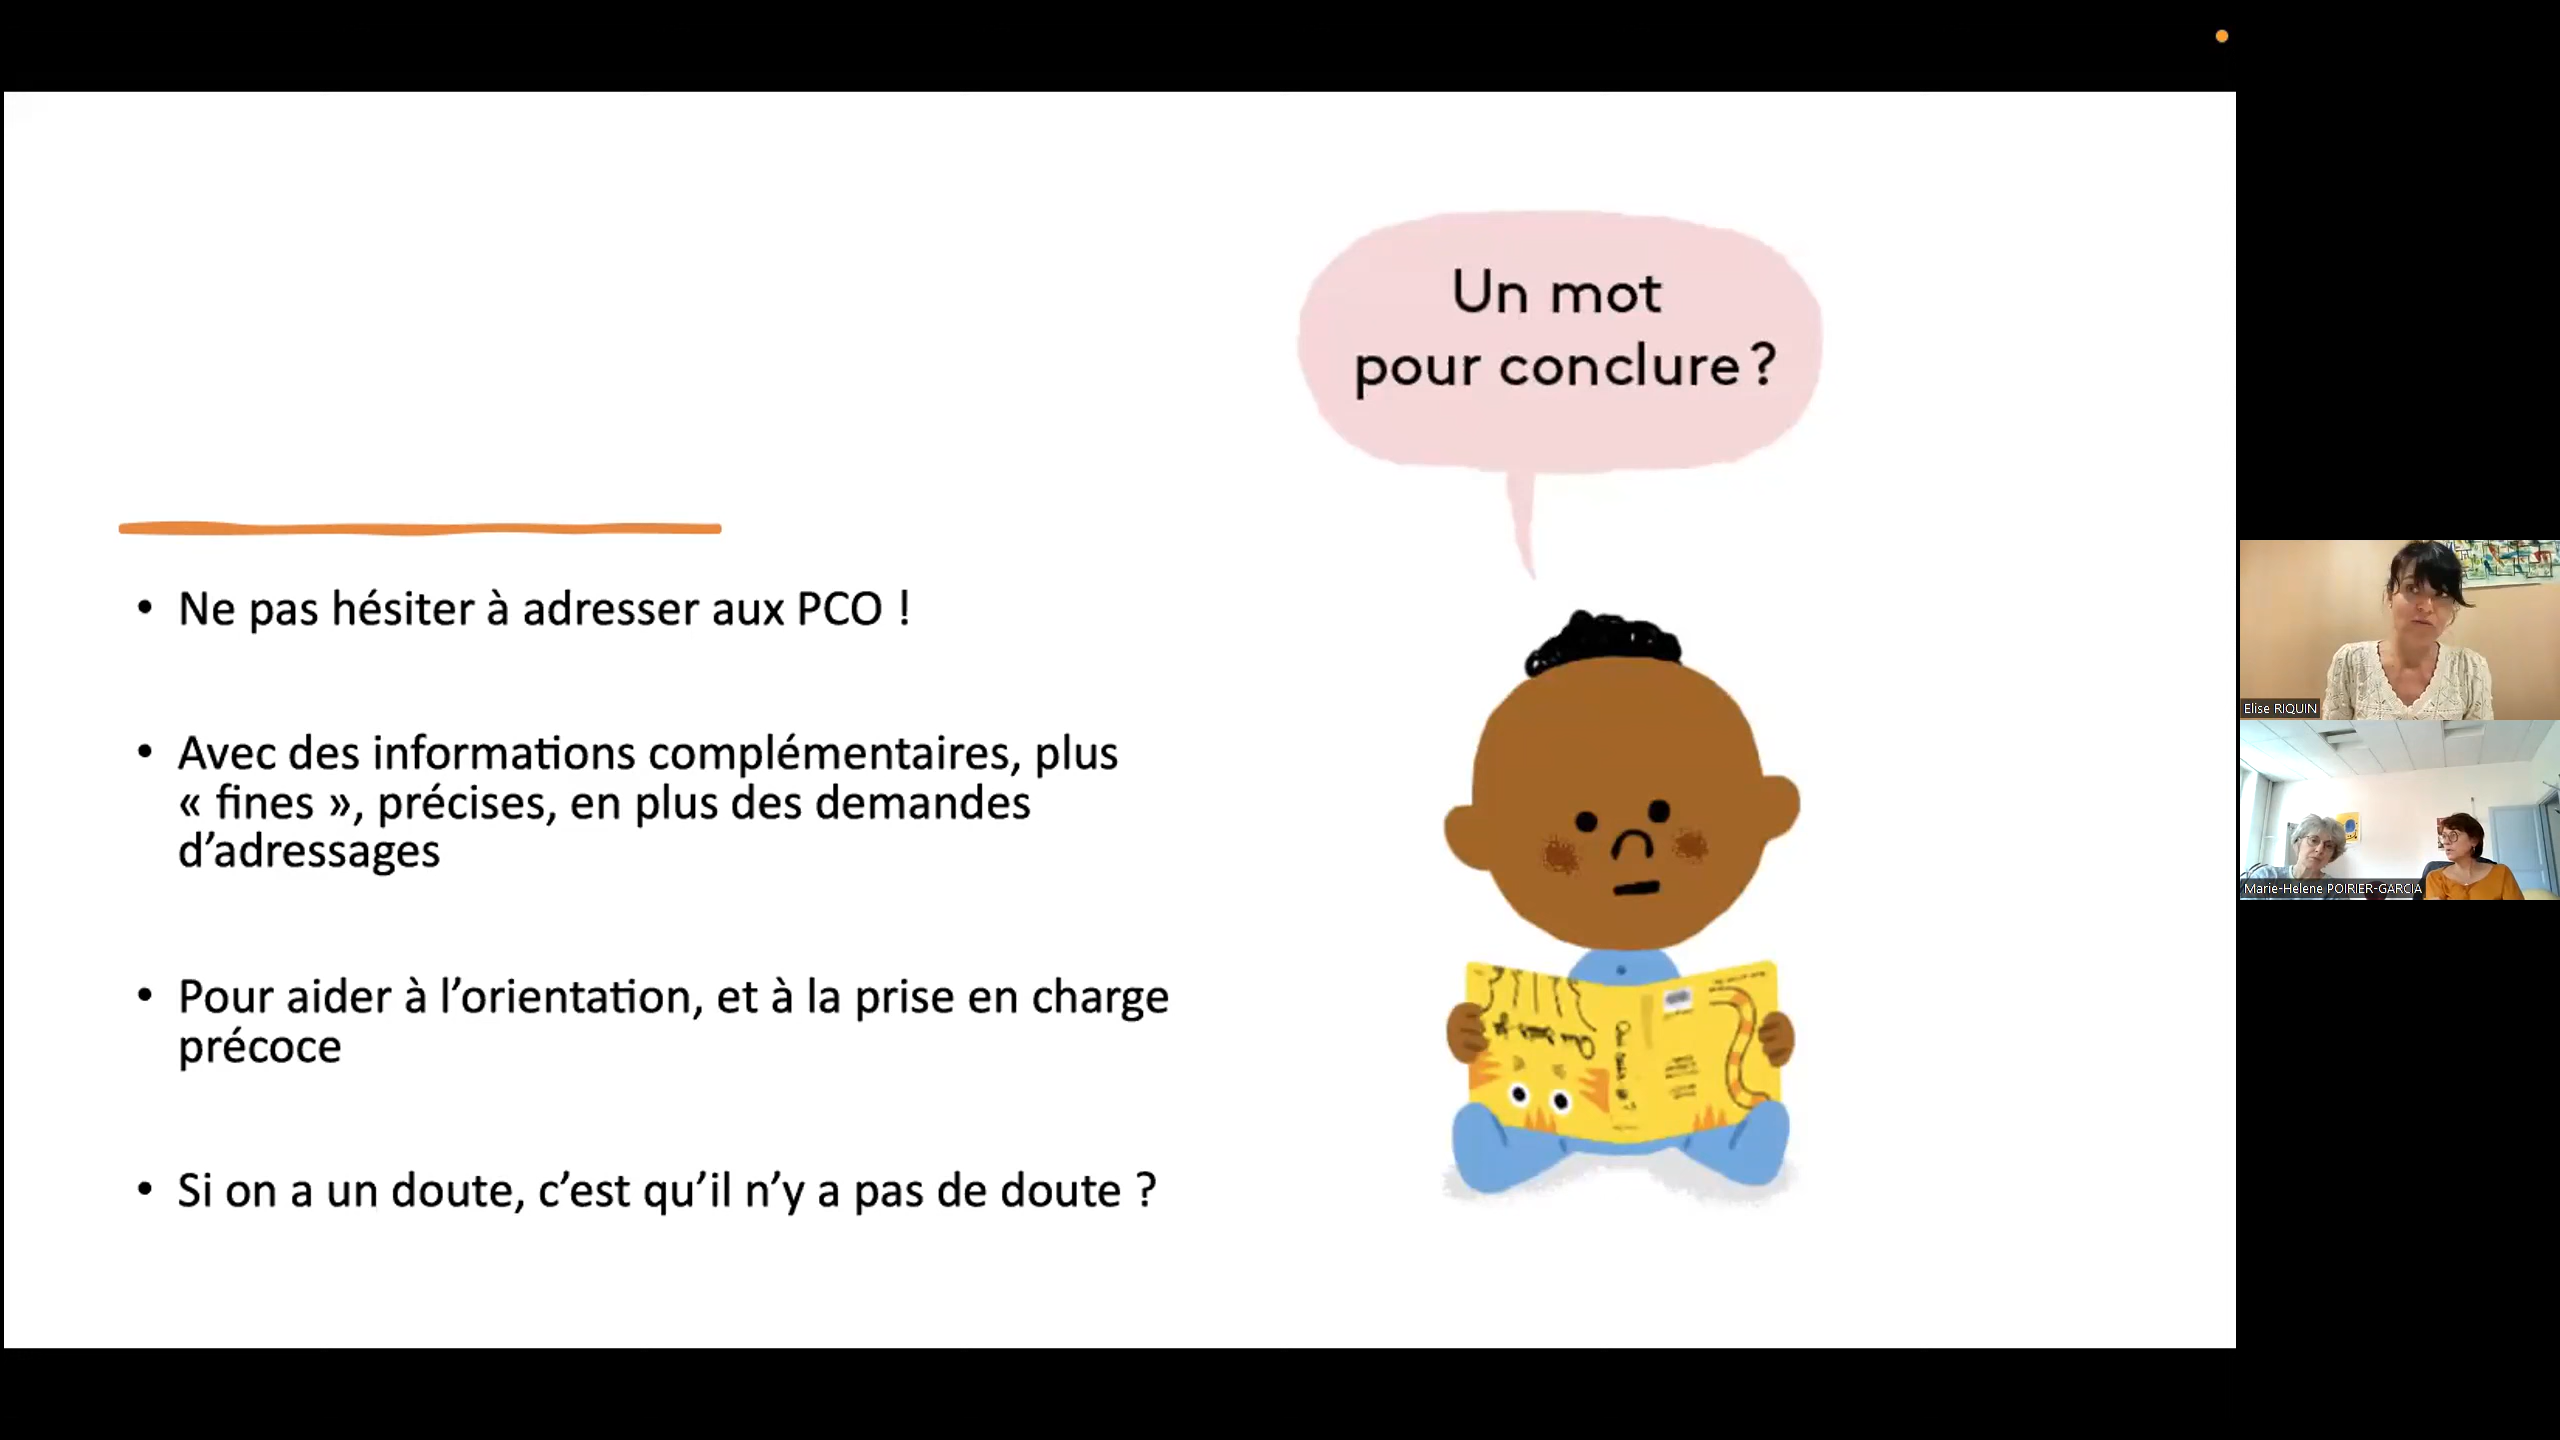 Un mot
pour conclure ?
• Ne pas hésiter à adresser aux PCO !
• Avec des informations complémentaires, plus
« fines », précises, en plus des demandes
d’adressages
• Pour aider à l’orientation, et à la prise en charge
précoce
• Si on a un doute, c’est qu’il n’y a pas de doute ?
Elise RIQUIN
Marie-Helene POIRIER-GARCIA